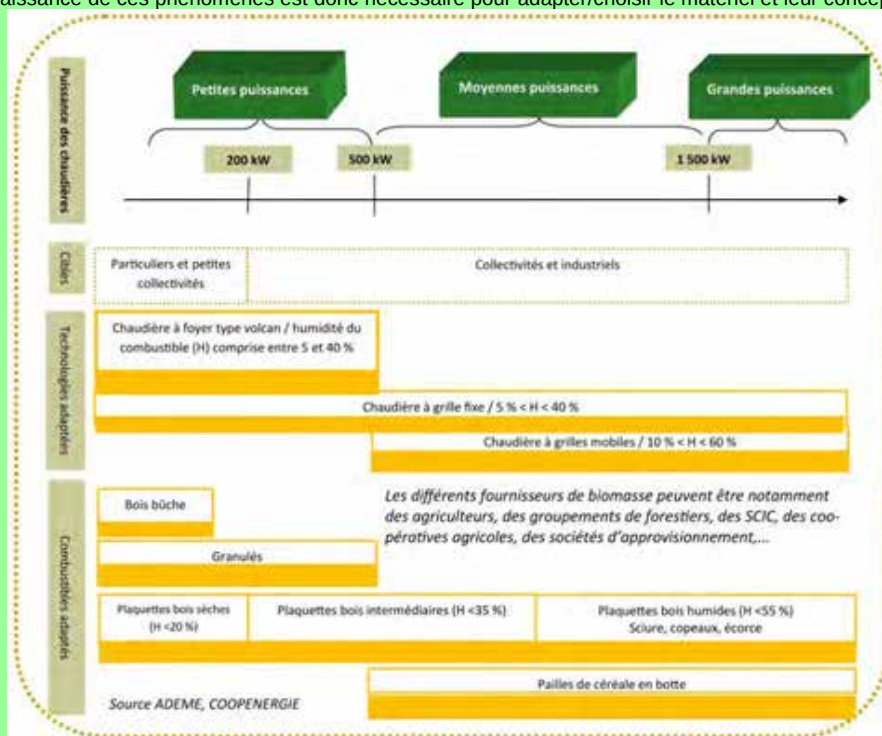 aissance de ces phénomènes est donc nécessaire pour adapter/choisir le matériel et leur concep
Puissance des chaudières
Petites puissances
Moyennes puissances
Grandes puissances
200 kW
500 kW
1 500 kW
Cibles
Particuliers et petites
collectivités
Collectivités et industriels
Technologies adaptées
Chaudière à foyer type volcan / humidité du
combustible (H) comprise entre 5 et 40 %
Chaudière à grille fixe / 5 % < H < 40 %
Chaudière à grilles mobiles / 10 % < H < 60 %
Combustibles adaptés
Bois bûche
Les différents fournisseurs de biomasse peuvent être notamment
des agriculteurs, des groupements de forestiers, des SCIC, des coo-
pératives agricoles, des sociétés d'approvisionnement,...
Granulés
Plaquettes bois sèches
(H <20 %)
Plaquettes bois intermédiaires (H <35 %)
Plaquettes bois humides (H <55 %)
Sciure, copeaux, écorce
Pailles de céréale en botte
Source ADEME, COOPENERGIE